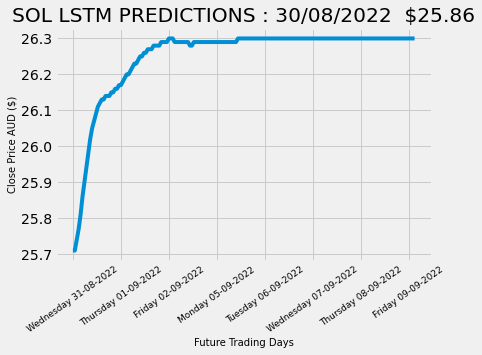 SOL LSTM PREDICTIONS : 30/08/2022 $25.86
26.3
26.2
26.1
26.0
25.9
25.8
25.7
Close Price AUD ($)
Wednesday 31-08-2022
Thursday 01-09-2022
Friday 02-09-2022
Monday 05-09-2022
Tuesday 06-09-2022
Wednesday 07-09-2022
Thursday 08-09-2022
Friday 09-09-2022
Future Trading Days